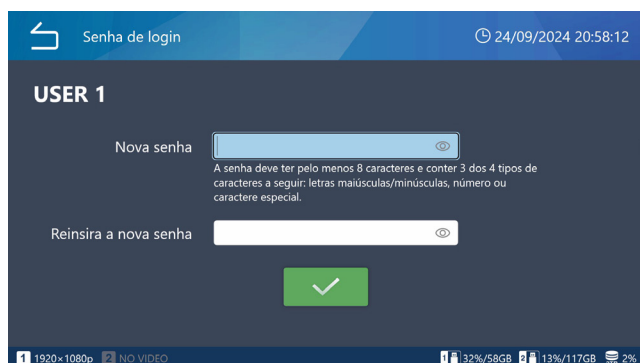 Senha de login
24/09/2024 20:58:12
USER 1
Nova senha
A senha deve ter pelo menos 8 caracteres e conter 3 dos 4 tipos de
caracteres a seguir: letras maiúsculas/minúsculas, número ou
caractere especial.
Reinsira a nova senha
1 1920×1080p 2 NO VIDEO 1 32%/58GB 2 13%/117GB 2%